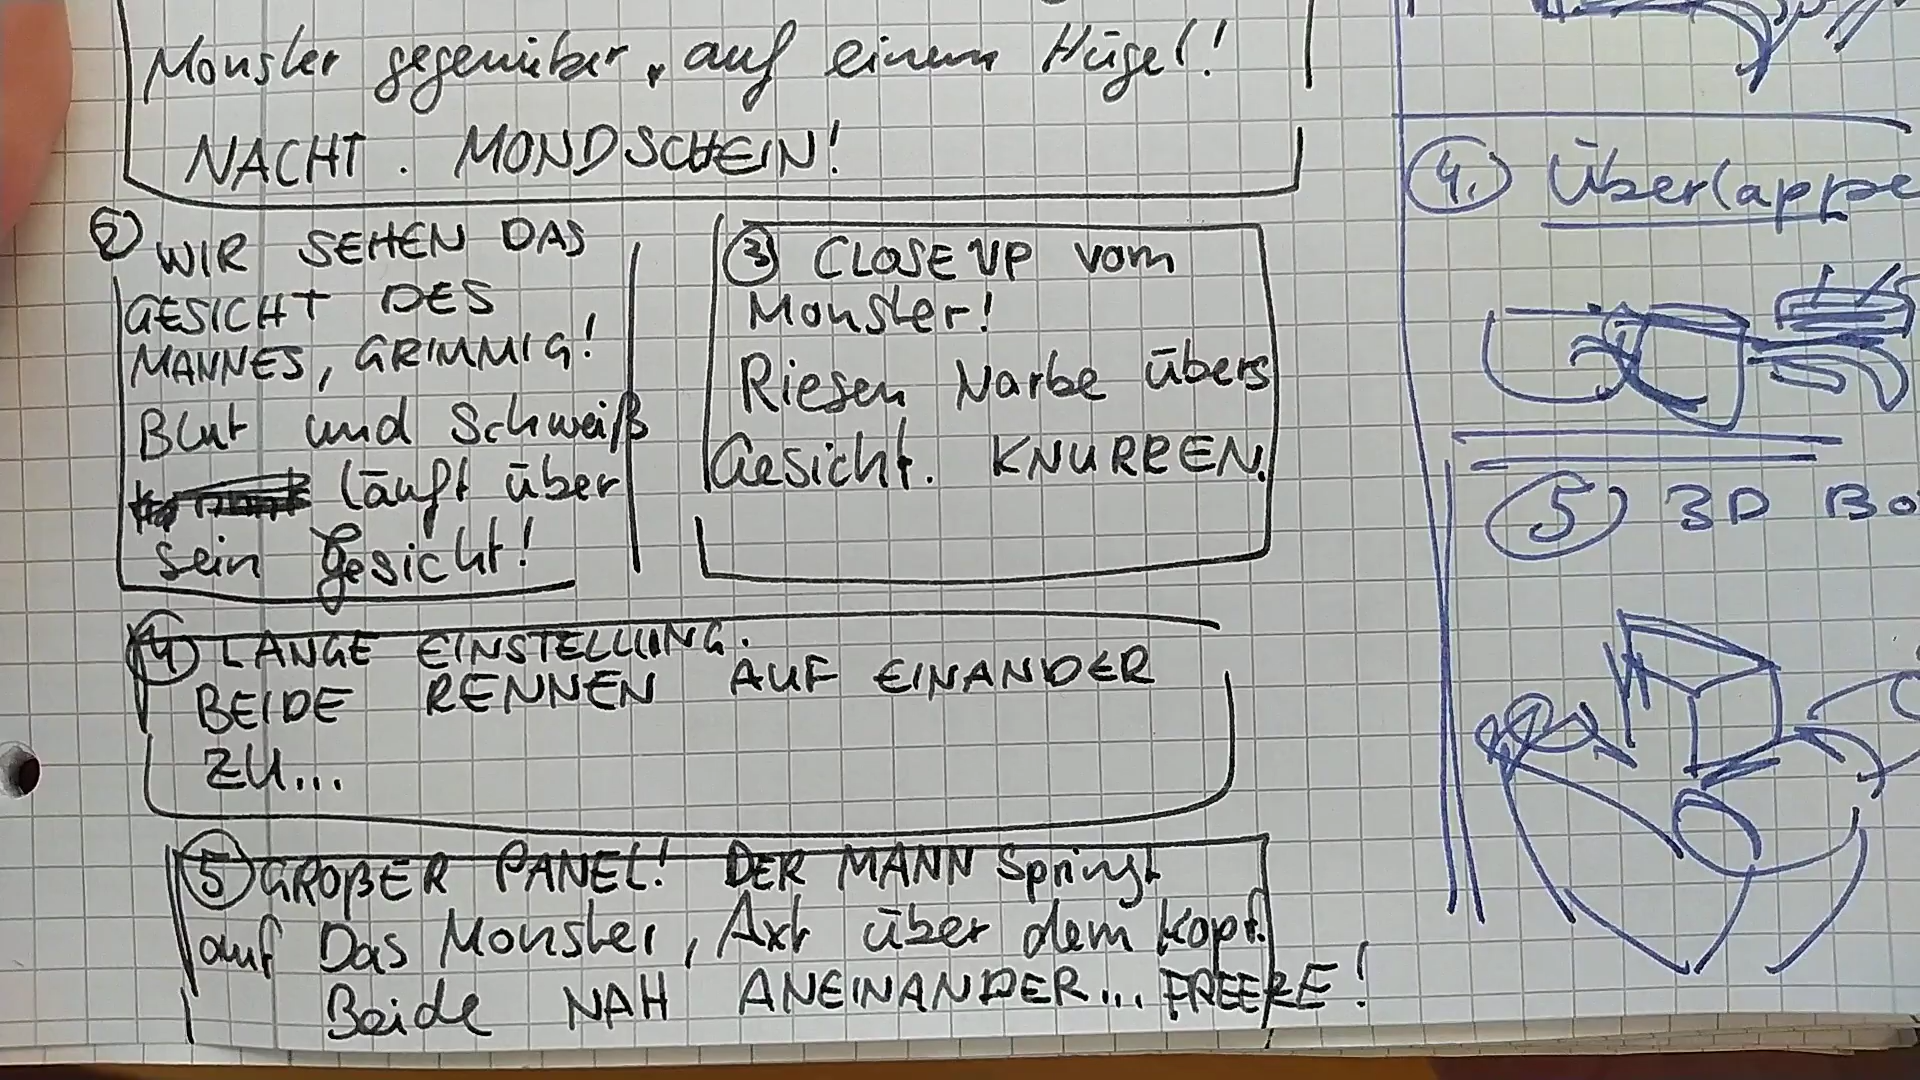 Monster gegenüber, auf einem Hügel!
NACHT. MONDSCHEIN!
② WIR SEHEN DAS
GESICHT DES
MANNES, GRIMMIG!
Blut und Schweiß
läuft über
sein Gesicht!
③ CLOSE UP vom
Monster!
Riesen Narbe übers
Gesicht. KNURREN.
④ LANGE EINSTELLUNG.
BEIDE RENNEN AUF EINANDER
ZU...
⑤ GROßER PANEL! DER MANN Springt
auf Das Monster, Axt über dem Kopf.
Beide NAH ANEINANDER...
④. Überlappe
⑤ 3D Bo